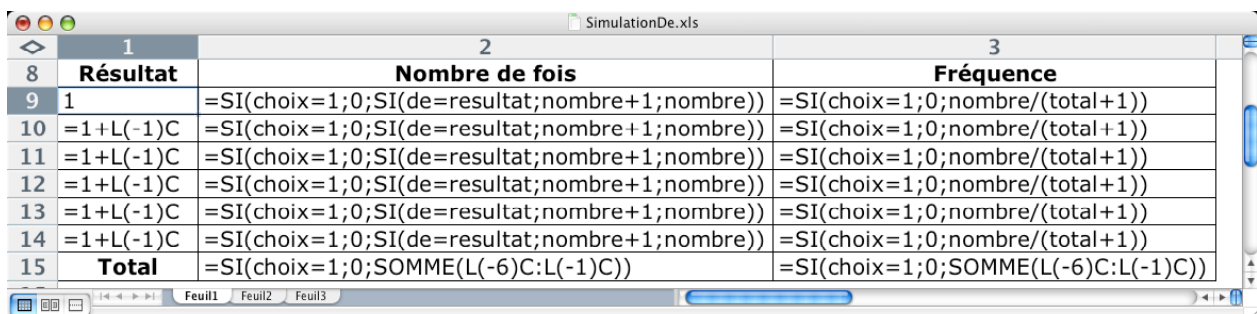 SimulationDe.xls
1 2 3
8 Résultat Nombre de fois Fréquence
9 1 =SI(choix=1;0;SI(de=resultat;nombre+1;nombre)) =SI(choix=1;0;nombre/(total+1))
10 =1+L(-1)C =SI(choix=1;0;SI(de=resultat;nombre+1;nombre)) =SI(choix=1;0;nombre/(total+1))
11 =1+L(-1)C =SI(choix=1;0;SI(de=resultat;nombre+1;nombre)) =SI(choix=1;0;nombre/(total+1))
12 =1+L(-1)C =SI(choix=1;0;SI(de=resultat;nombre+1;nombre)) =SI(choix=1;0;nombre/(total+1))
13 =1+L(-1)C =SI(choix=1;0;SI(de=resultat;nombre+1;nombre)) =SI(choix=1;0;nombre/(total+1))
14 =1+L(-1)C =SI(choix=1;0;SI(de=resultat;nombre+1;nombre)) =SI(choix=1;0;nombre/(total+1))
15 Total =SI(choix=1;0;SOMME(L(-6)C:L(-1)C)) =SI(choix=1;0;SOMME(L(-6)C:L(-1)C))
Feuil1 Feuil2 Feuil3